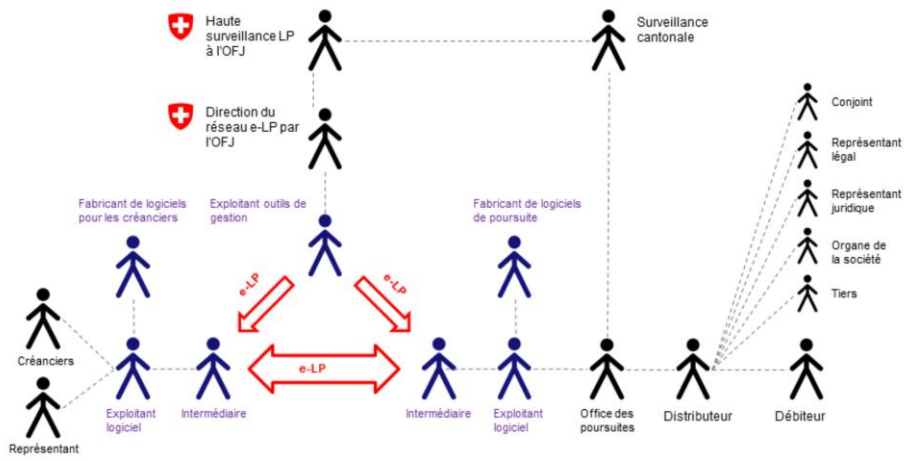 Haute
surveillance LP
à l'OFJ
Surveillance
cantonale
Direction du
réseau e-LP par
l'OFJ
Conjoint
Représentant
légal
Représentant
juridique
Organe de
la société
Tiers
Fabricant de logiciels
pour les créanciers
Exploitant outils de
gestion
Fabricant de logiciels
de poursuite
e-LP
e-LP
e-LP
Créanciers
Représentant
Exploitant
logiciel
Intermédiaire
Intermédiaire
Exploitant
logiciel
Office des
poursuites
Distributeur
Débiteur